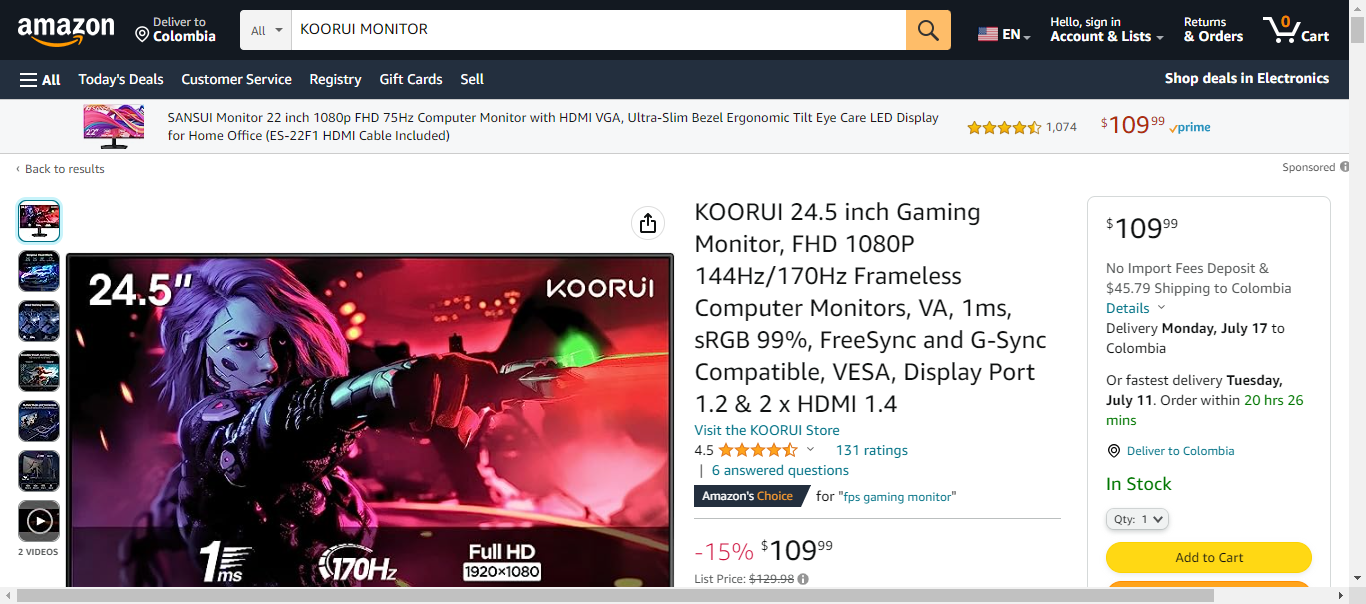 amazon
Deliver to
Colombia
All
KOORUI MONITOR
EN
Hello, sign in
Account & Lists
Returns
& Orders
0
Cart
All
Today's Deals
Customer Service
Registry
Gift Cards
Sell
Shop deals in Electronics
22"
SANSUI Monitor 22 inch 1080p FHD 75Hz Computer Monitor with HDMI VGA, Ultra-Slim Bezel Ergonomic Tilt Eye Care LED Display
for Home Office (ES-22F1 HDMI Cable Included)
1,074
$109 99
prime
‹ Back to results
Sponsored
2 VIDEOS
24.5"
KOORUI
1ms
170Hz
Full HD
1920×1080
KOORUI 24.5 inch Gaming
Monitor, FHD 1080P
144Hz/170Hz Frameless
Computer Monitors, VA, 1ms,
sRGB 99%, FreeSync and G-Sync
Compatible, VESA, Display Port
1.2 & 2 x HDMI 1.4
Visit the KOORUI Store
4.5
131 ratings
| 6 answered questions
Amazon's Choice
for "fps gaming monitor"
-15% $109 99
List Price: $129.98
$109 99
No Import Fees Deposit &
$45.79 Shipping to Colombia
Details
Delivery Monday, July 17 to
Colombia
Or fastest delivery Tuesday,
July 11. Order within 20 hrs 26
mins
Deliver to Colombia
In Stock
Qty: 1
Add to Cart